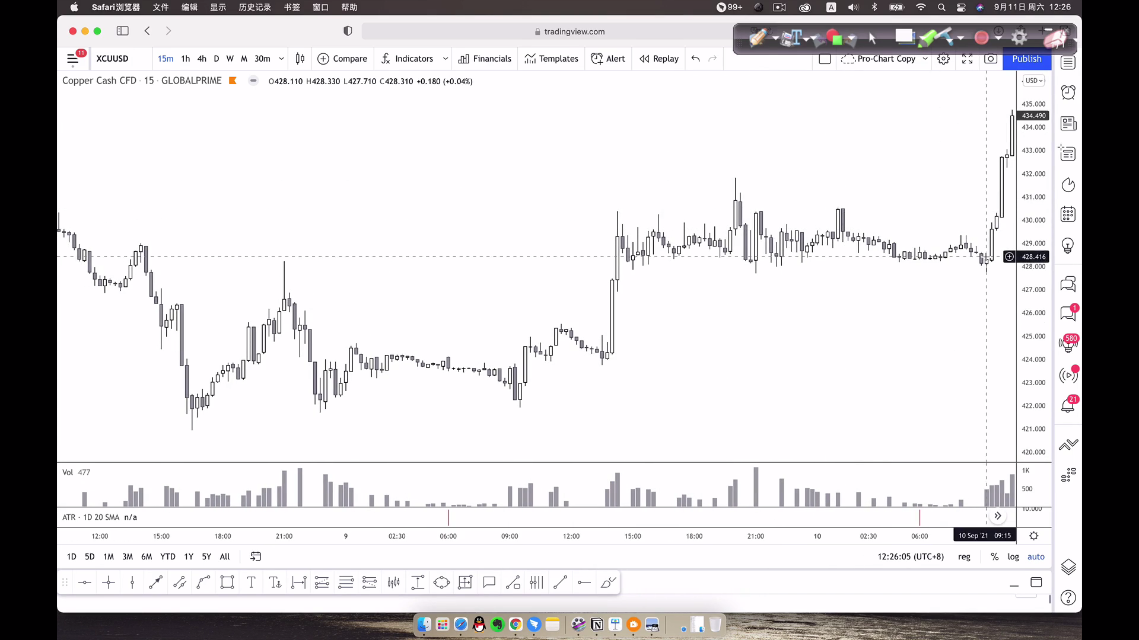 Safari浏览器 文件 编辑 显示 历史记录 书签 窗口 帮助 99+ A 9月11日 周六 12:26
tradingview.com
11 XCUUSD 15m 1h 4h D W M 30m Compare Indicators Financials Templates Alert Replay Pro-Chart Copy Publish
Copper Cash CFD · 15 · GLOBALPRIME O428.110 H428.330 L427.710 C428.310 +0.180 (+0.04%)
USD
435.000
434.490
434.000
433.000
432.000
431.000
430.000
429.000
428.416
428.000
427.000
426.000
425.000
424.000
423.000
422.000
421.000
420.000
1
580
21
Vol 477
1K
500
10.000
ATR · 1D 20 SMA n/a
12:00 15:00 18:00 21:00 9 02:30 06:00 09:00 12:00 15:00 18:00 21:00 10 02:30 06:00 10 Sep '21 09:15
1D 5D 1M 3M 6M YTD 1Y 5Y All 12:26:05 (UTC+8) reg % log auto